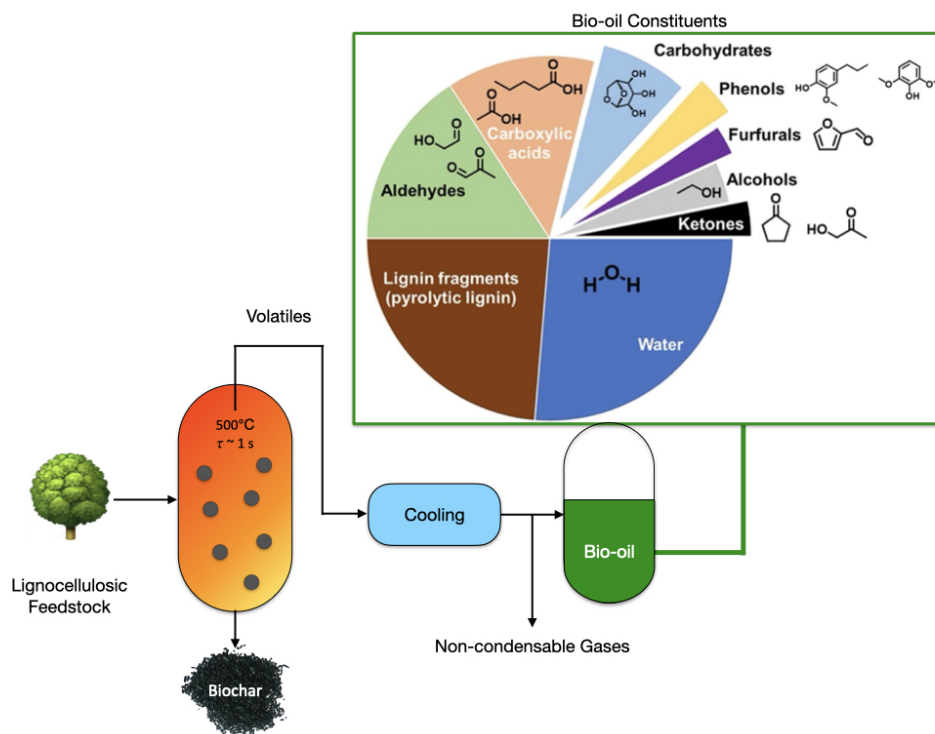 Bio-oil Constituents
Carbohydrates
Phenols
Furfurals
Alcohols
Ketones
Carboxylic
acids
Aldehydes
Lignin fragments
(pyrolytic lignin)
Water
O
OH
O
OH
HO
O
O
O
OH
O
O
OH
OH
HO
O
O
OH
O
O
O
OH
O
HO
O
H
O
H
Volatiles
500°C
τ ~ 1 s
Lignocellulosic
Feedstock
Cooling
Bio-oil
Non-condensable Gases
Biochar